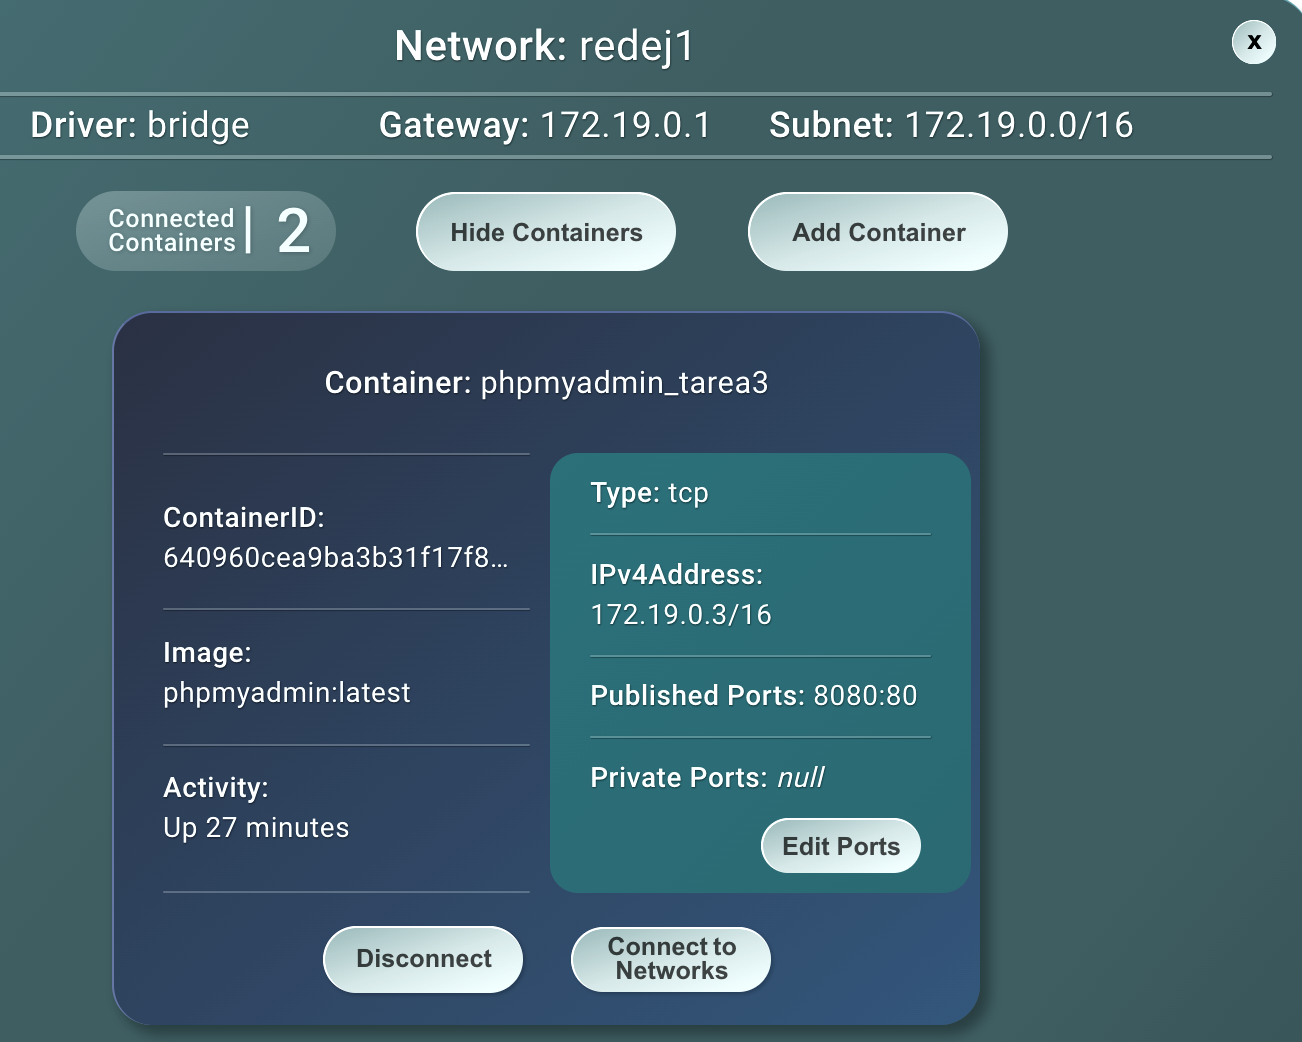 Network: redej1
x
Driver: bridge
Gateway: 172.19.0.1
Subnet: 172.19.0.0/16
Connected
Containers
2
Hide Containers
Add Container
Container: phpmyadmin_tarea3
ContainerID:
640960cea9ba3b31f17f8...
Image:
phpmyadmin:latest
Activity:
Up 27 minutes
Type: tcp
IPv4Address:
172.19.0.3/16
Published Ports: 8080:80
Private Ports: null
Edit Ports
Disconnect
Connect to
Networks